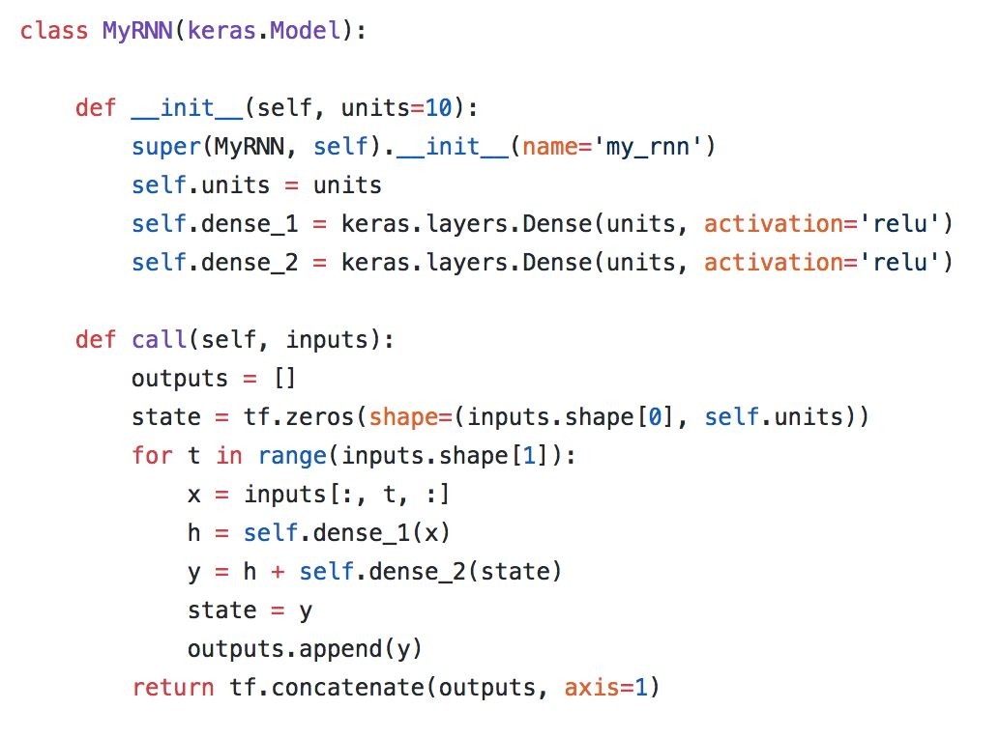 class MyRNN(keras.Model):

    def __init__(self, units=10):
        super(MyRNN, self).__init__(name='my_rnn')
        self.units = units
        self.dense_1 = keras.layers.Dense(units, activation='relu')
        self.dense_2 = keras.layers.Dense(units, activation='relu')

    def call(self, inputs):
        outputs = []
        state = tf.zeros(shape=(inputs.shape[0], self.units))
        for t in range(inputs.shape[1]):
            x = inputs[:, t, :]
            h = self.dense_1(x)
            y = h + self.dense_2(state)
            state = y
            outputs.append(y)
        return tf.concatenate(outputs, axis=1)